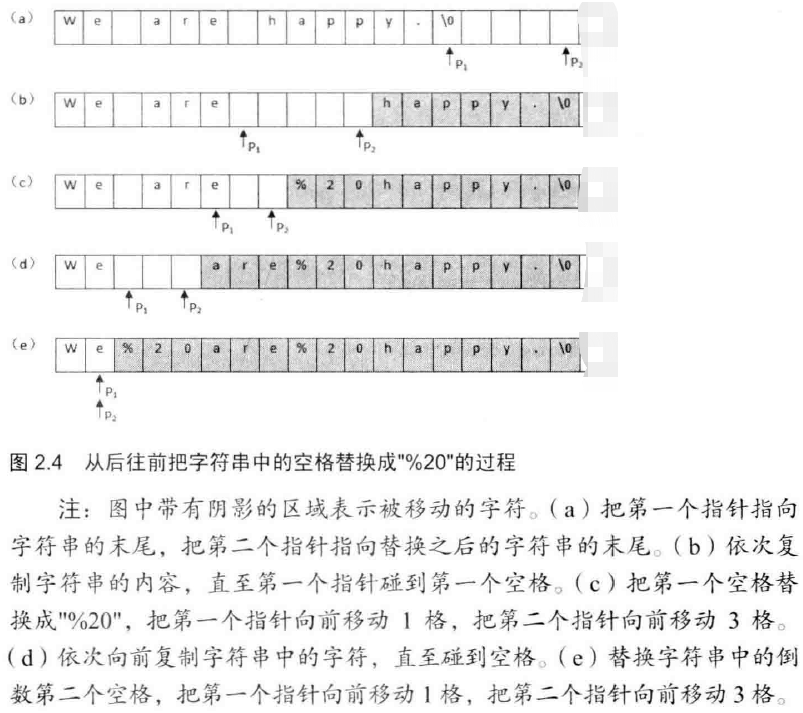 (a) W e a r e h a p p y . \0
P₁ P₂
(b) W e a r e h a p p y . \0
P₁ P₂
(c) W e a r e % 2 0 h a p p y . \0
P₁ P₂
(d) W e a r e % 2 0 h a p p y . \0
P₁ P₂
(e) W e % 2 0 a r e % 2 0 h a p p y . \0
P₁
P₂
图 2.4 从后往前把字符串中的空格替换成"%20"的过程
注：图中带有阴影的区域表示被移动的字符。（a）把第一个指针指向
字符串的末尾，把第二个指针指向替换之后的字符串的末尾。（b）依次复
制字符串的内容，直至第一个指针碰到第一个空格。（c）把第一个空格替
换成"%20"，把第一个指针向前移动 1 格，把第二个指针向前移动 3 格。
（d）依次向前复制字符串中的字符，直至碰到空格。（e）替换字符串中的倒
数第二个空格，把第一个指针向前移动 1 格，把第二个指针向前移动 3 格。